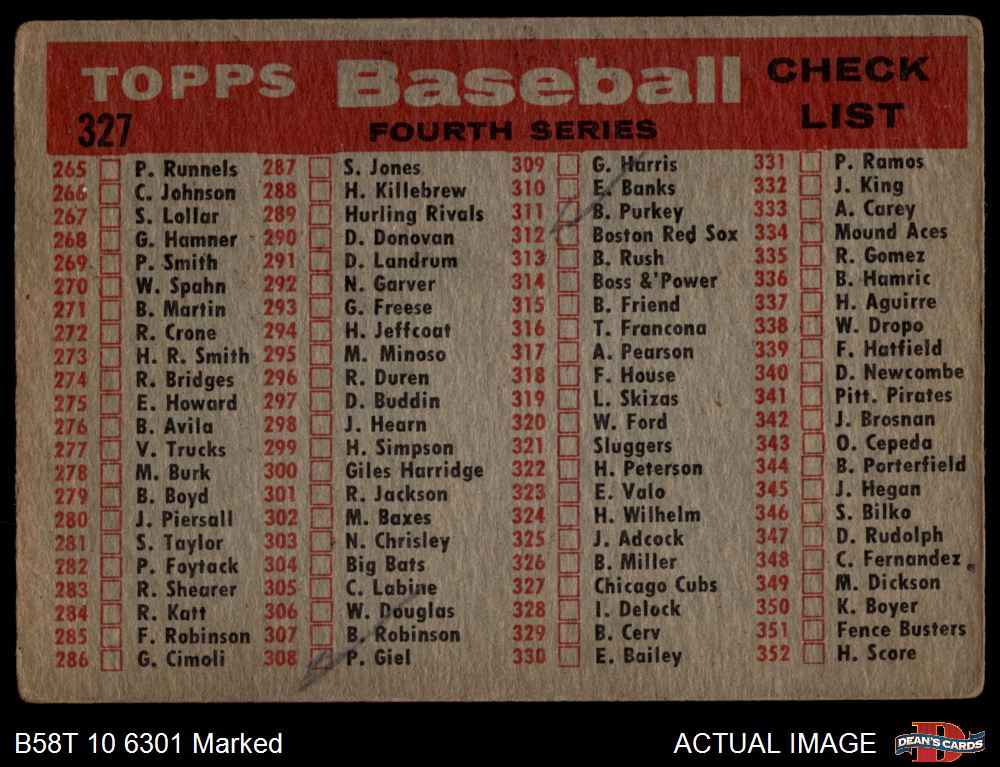 TOPPS Baseball CHECK LIST
327 FOURTH SERIES
265 P. Runnels
266 C. Johnson
267 S. Lollar
268 G. Hamner
269 P. Smith
270 W. Spahn
271 B. Martin
272 R. Crone
273 H. R. Smith
274 R. Bridges
275 E. Howard
276 B. Avila
277 V. Trucks
278 M. Burk
279 B. Boyd
280 J. Piersall
281 S. Taylor
282 P. Foytack
283 R. Shearer
284 R. Katt
285 F. Robinson
286 G. Cimoli
287 S. Jones
288 H. Killebrew
289 Hurling Rivals
290 D. Donovan
291 D. Landrum
292 N. Garver
293 G. Freese
294 H. Jeffcoat
295 M. Minoso
296 R. Duren
297 D. Buddin
298 J. Hearn
299 H. Simpson
300 Giles Harridge
301 R. Jackson
302 M. Baxes
303 N. Chrisley
304 Big Bats
305 C. Labine
306 W. Douglas
307 B. Robinson
308 P. Giel
309 G. Harris
310 E. Banks
311 B. Purkey
312 Boston Red Sox
313 B. Rush
314 Boss &'Power
315 B. Friend
316 T. Francona
317 A. Pearson
318 F. House
319 L. Skizas
320 W. Ford
321 Sluggers
322 H. Peterson
323 E. Valo
324 H. Wilhelm
325 J. Adcock
326 B. Miller
327 Chicago Cubs
328 I. Delock
329 B. Cerv
330 E. Bailey
331 P. Ramos
332 J. King
333 A. Carey
334 Mound Aces
335 R. Gomez
336 B. Hamric
337 H. Aguirre
338 W. Dropo
339 F. Hatfield
340 D. Newcombe
341 Pitt. Pirates
342 J. Brosnan
343 O. Cepeda
344 B. Porterfield
345 J. Hegan
346 S. Bilko
347 D. Rudolph
348 C. Fernandez
349 M. Dickson
350 K. Boyer
351 Fence Busters
352 H. Score
B58T 10 6301 Marked
ACTUAL IMAGE
DEAN'S CARDS